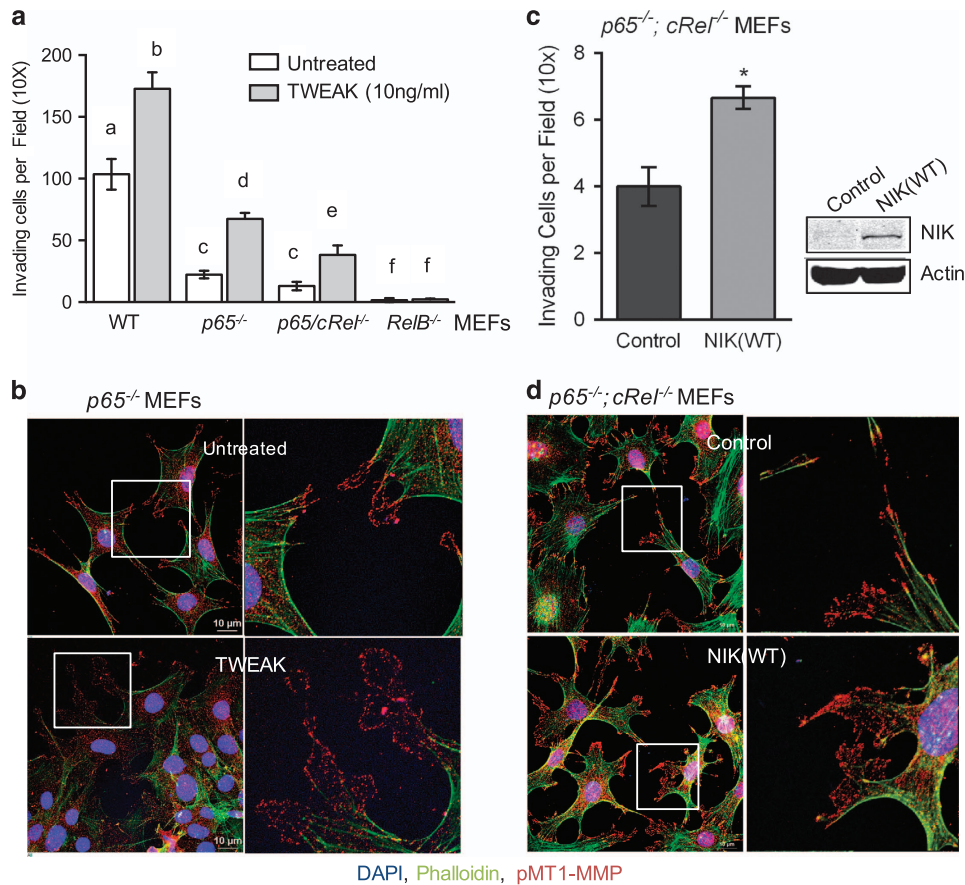 a
Invading cells per Field (10X)
200
150
100
50
0
a
b
c
d
c
e
f
f
Untreated
TWEAK (10ng/ml)
WT
p65-/-
p65/cRel-/-
RelB-/-
MEFs
c
p65-/-; cRel-/- MEFs
Invading Cells per Field (10x)
8
6
4
2
0
*
Control
NIK(WT)
Control
NIK(WT)
NIK
Actin
b
p65-/- MEFs
Untreated
10 µm
TWEAK
10 µm
d
p65-/-; cRel-/- MEFs
Control
NIK(WT)
DAPI, Phalloidin, pMT1-MMP